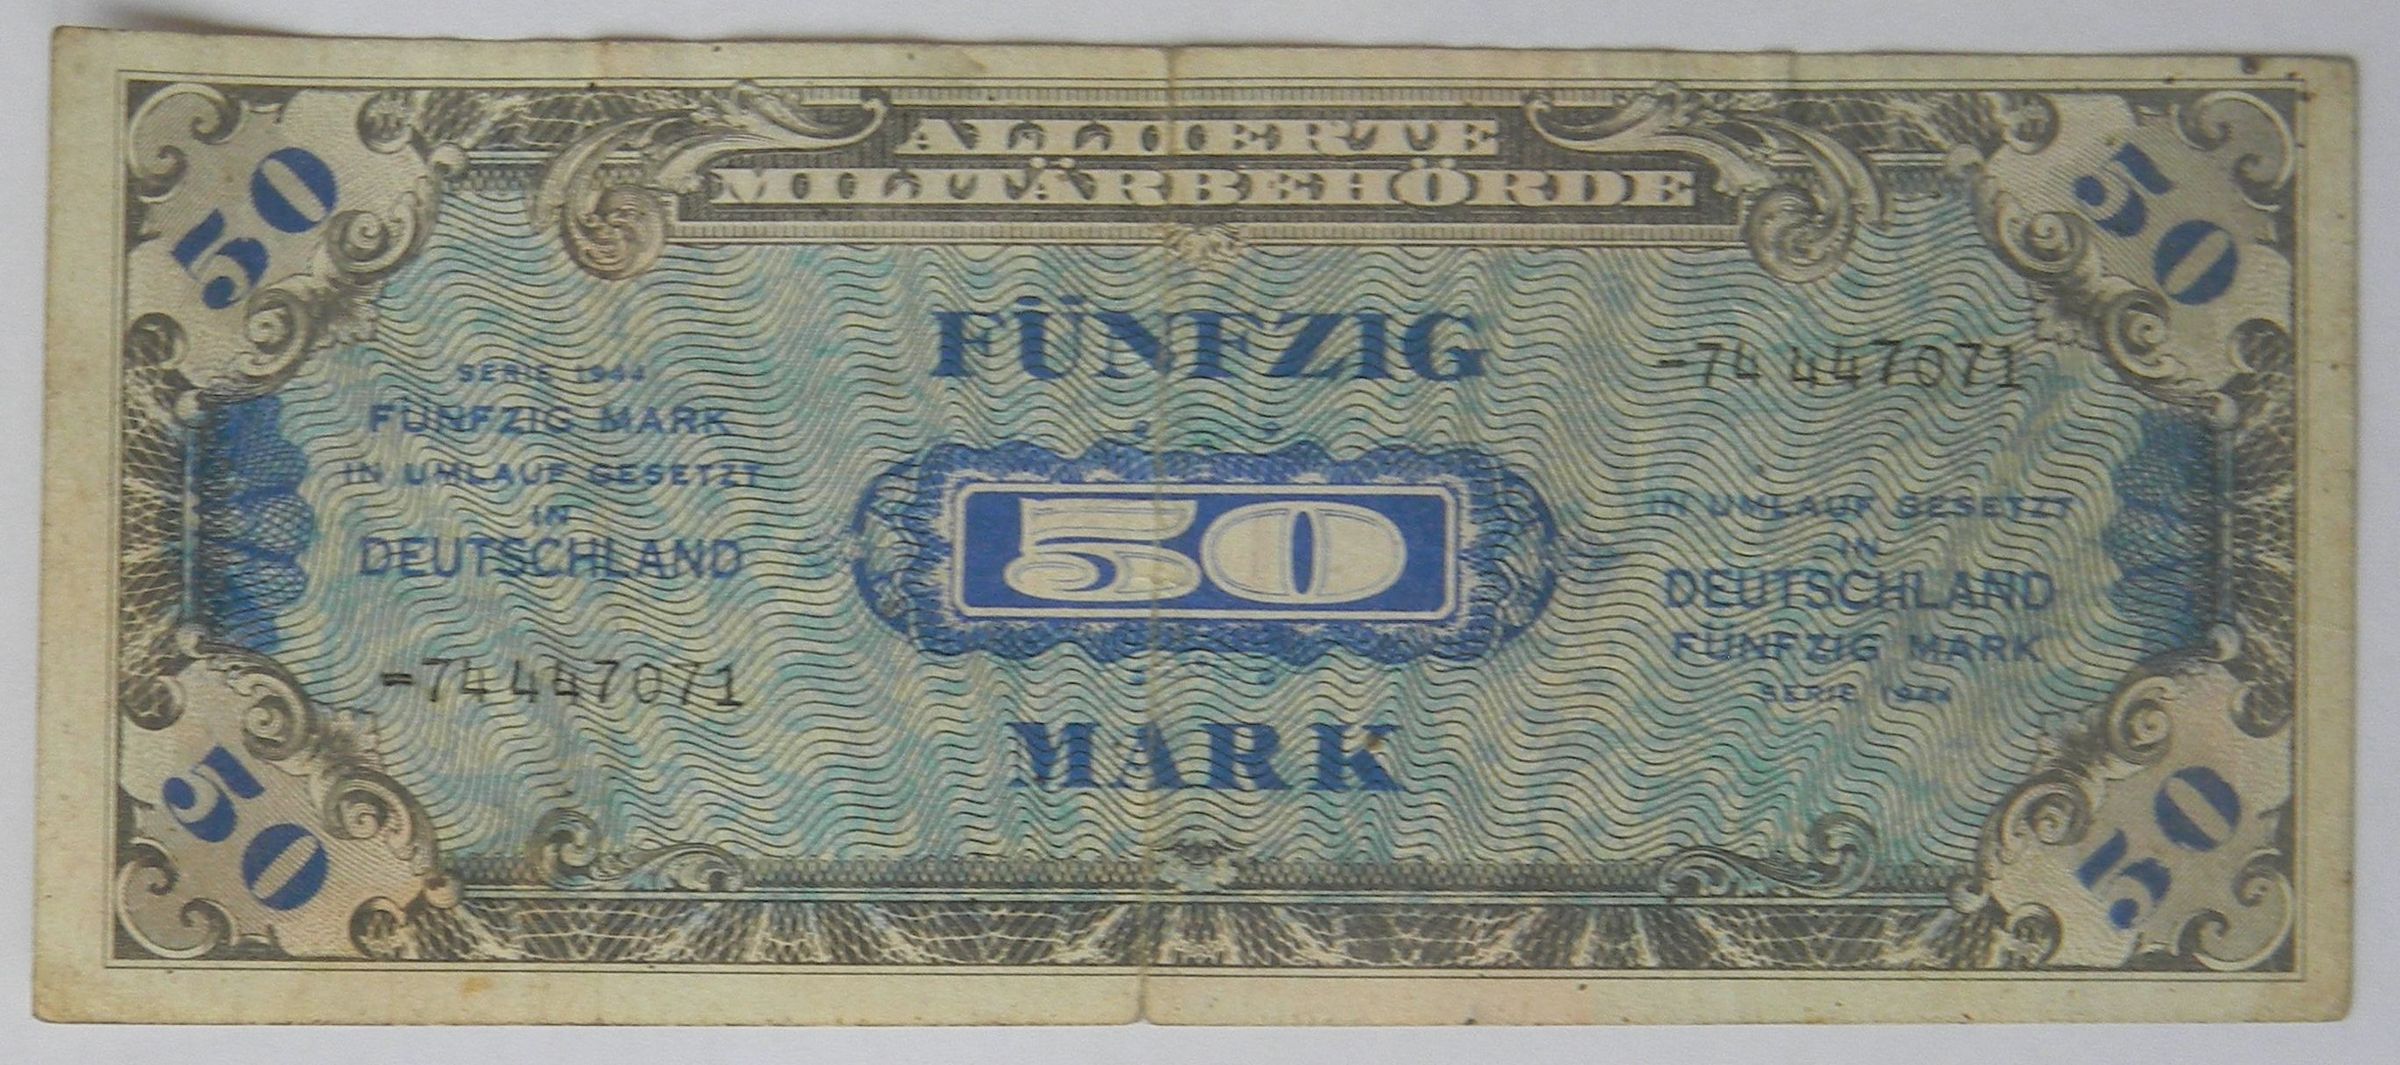 50
ALLIIERTE
MILITÄRBEHÖRDE
50
FÜNFZIG
SERIE 1944
FÜNFZIG MARK
IN UMLAUF GESETZT
IN
DEUTSCHLAND
-74447071
50
-74447071
IN UMLAUF GESETZT
IN
DEUTSCHLAND
FÜNFZIG MARK
SERIE 1944
MARK
50
50